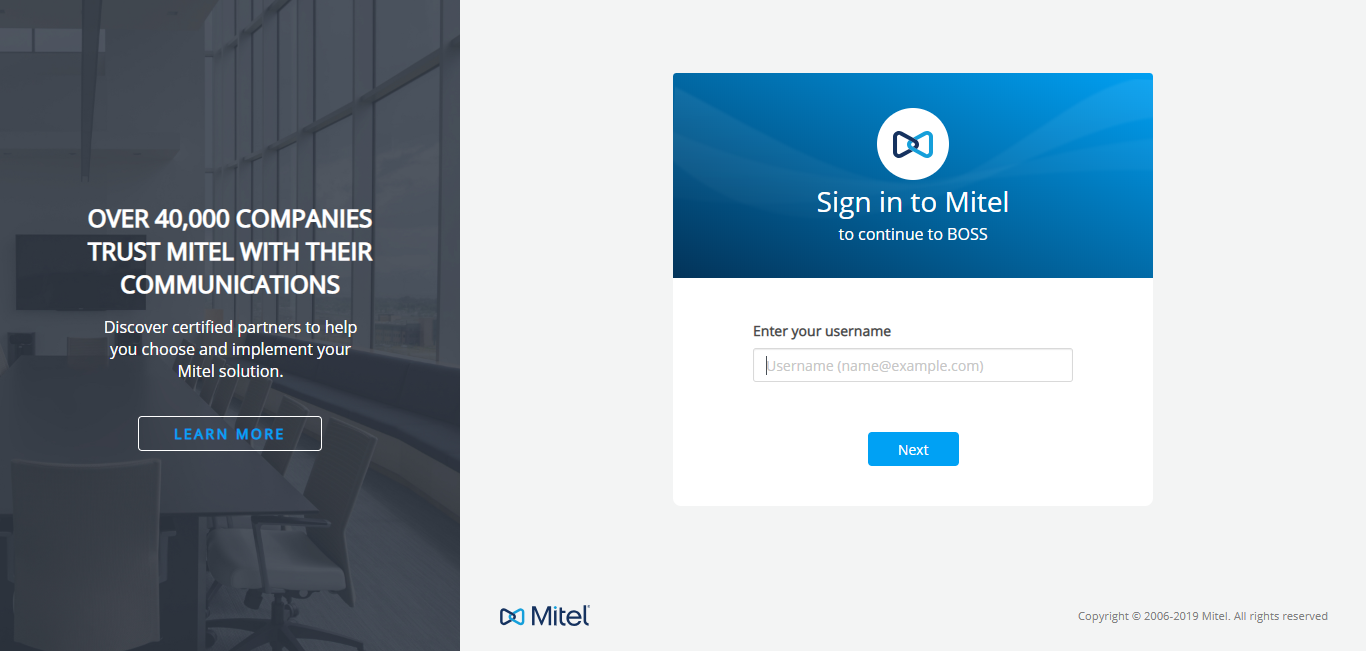 OVER 40,000 COMPANIES
TRUST MITEL WITH THEIR
COMMUNICATIONS
Discover certified partners to help
you choose and implement your
Mitel solution.
LEARN MORE
Sign in to Mitel
to continue to BOSS
Enter your username
Username (name@example.com)
Next
Mitel
Copyright © 2006-2019 Mitel. All rights reserved